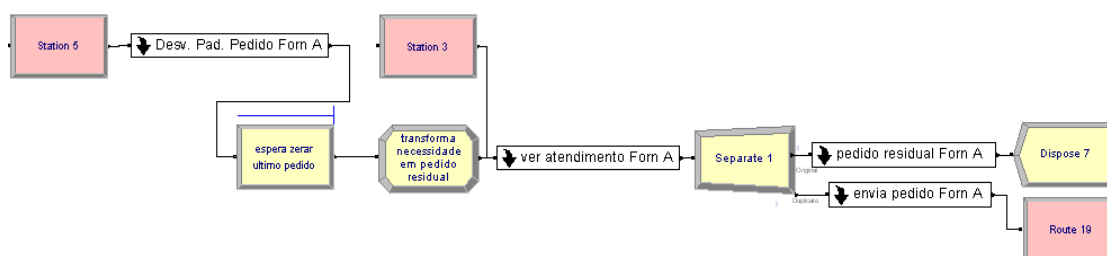 Station 5
Desv. Pad. Pedido Forn A
Station 3
espera zerar
ultimo pedido
transforma
necessidade
em pedido
residual
ver atendimento Forn A
Separate 1
Original
Duplicate
pedido residual Forn A
Dispose 7
envia pedido Forn A
Route 19